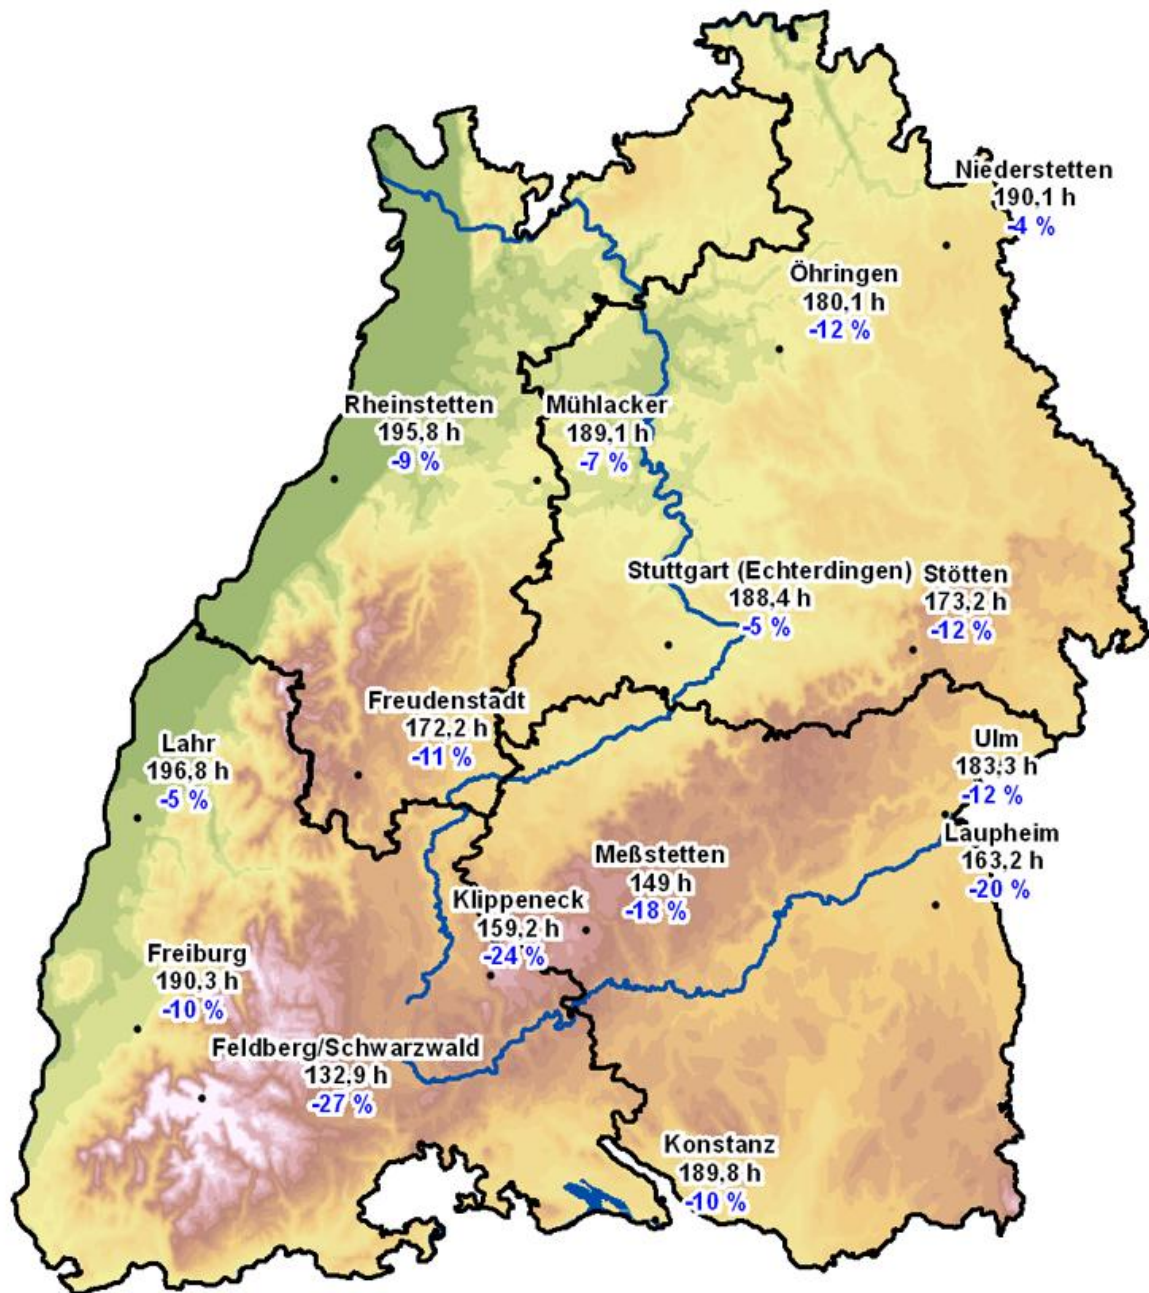 Niederstetten
190,1 h
-4 %
Öhringen
180,1 h
-12 %
Rheinstetten
195,8 h
-9 %
Mühlacker
189,1 h
-7 %
Stuttgart (Echterdingen)
188,4 h
-5 %
Stötten
173,2 h
-12 %
Freudenstadt
172,2 h
-11 %
Lahr
196,8 h
-5 %
Ulm
183,3 h
-12 %
Laupheim
163,2 h
-20 %
Meßstetten
149 h
-18 %
Klippeneck
159,2 h
-24 %
Freiburg
190,3 h
-10 %
Feldberg/Schwarzwald
132,9 h
-27 %
Konstanz
189,8 h
-10 %